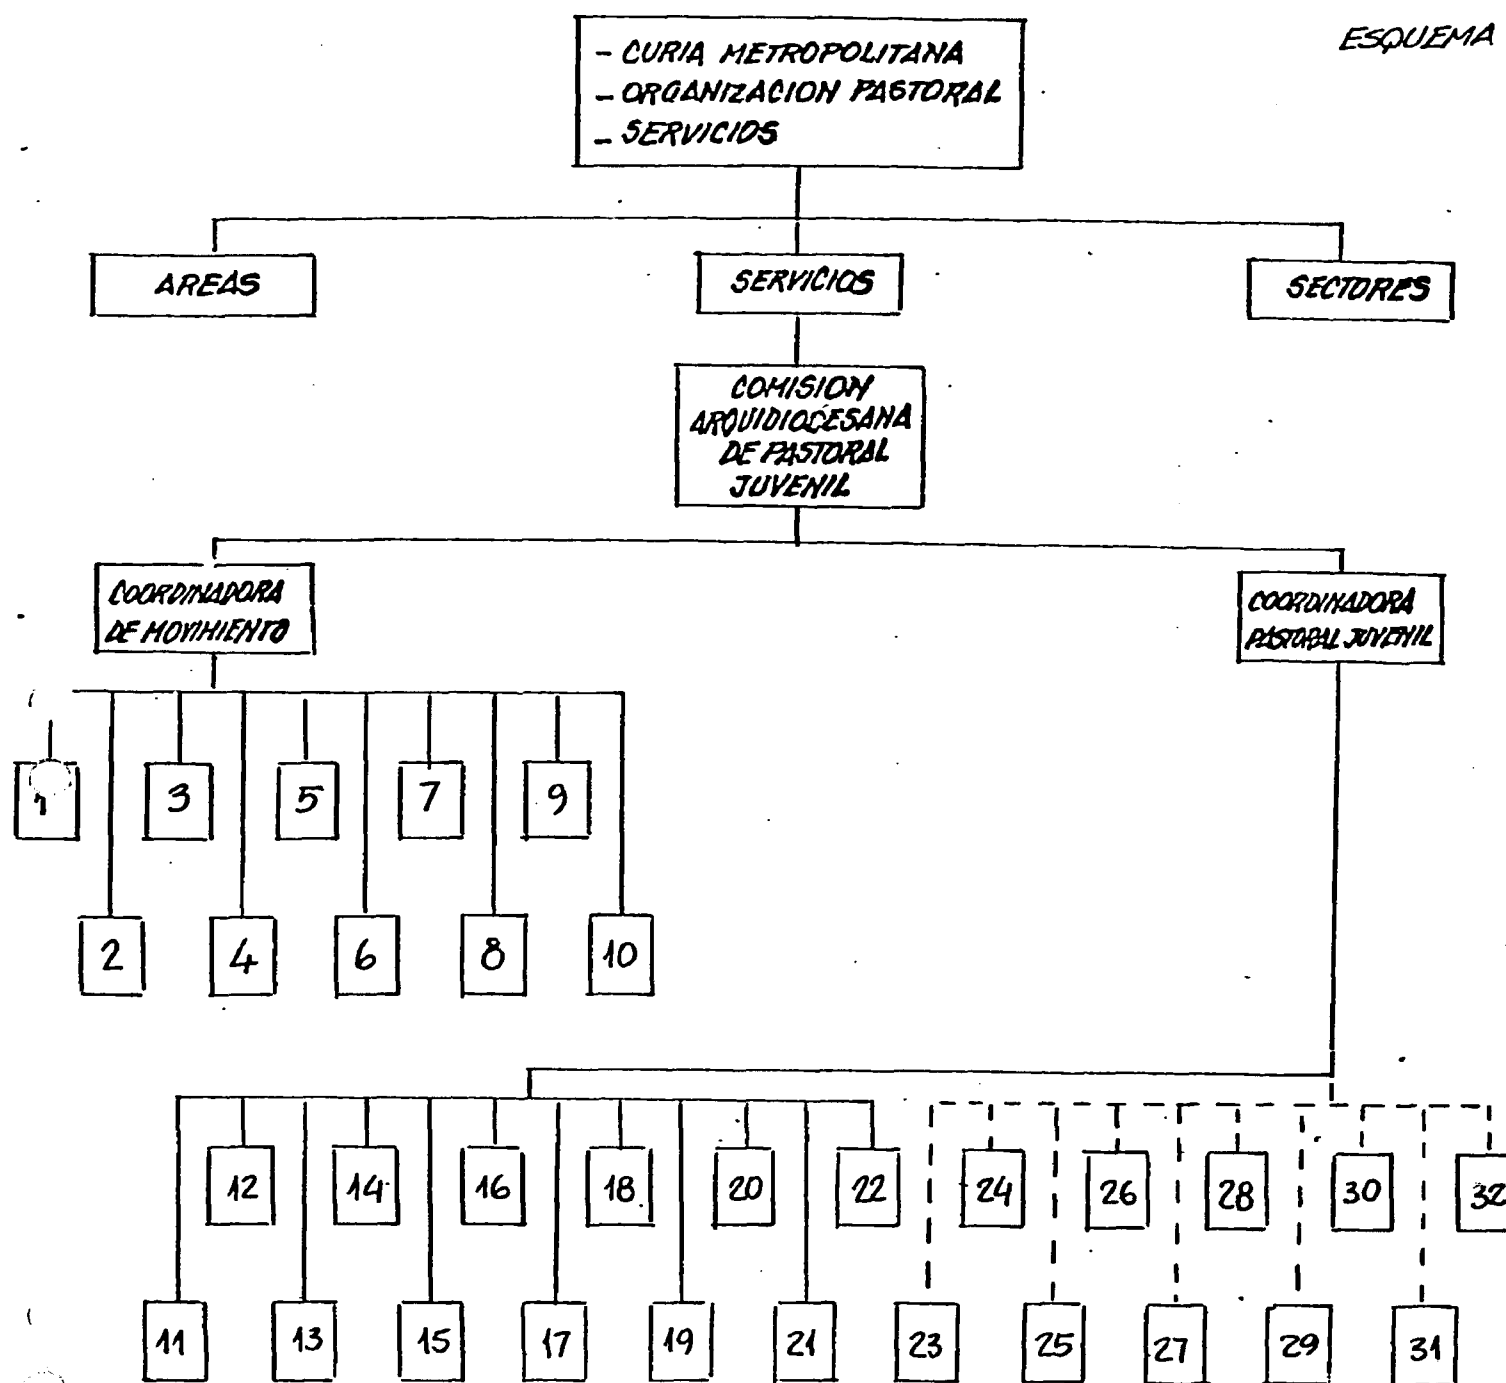 ESQUEMA
- CURIA METROPOLITANA
- ORGANIZACION PASTORAL
- SERVICIOS
AREAS
SERVICIOS
SECTORES
COMISION
ARQUIDIOCESANA
DE PASTORAL
JUVENIL
COORDINADORA
DE MOVIMIENTO
COORDINADORA
PASTORAL JUVENIL
1
3
5
7
9
2
4
6
8
10
12
14
16
18
20
22
24
26
28
30
32
11
13
15
17
19
21
23
25
27
29
31